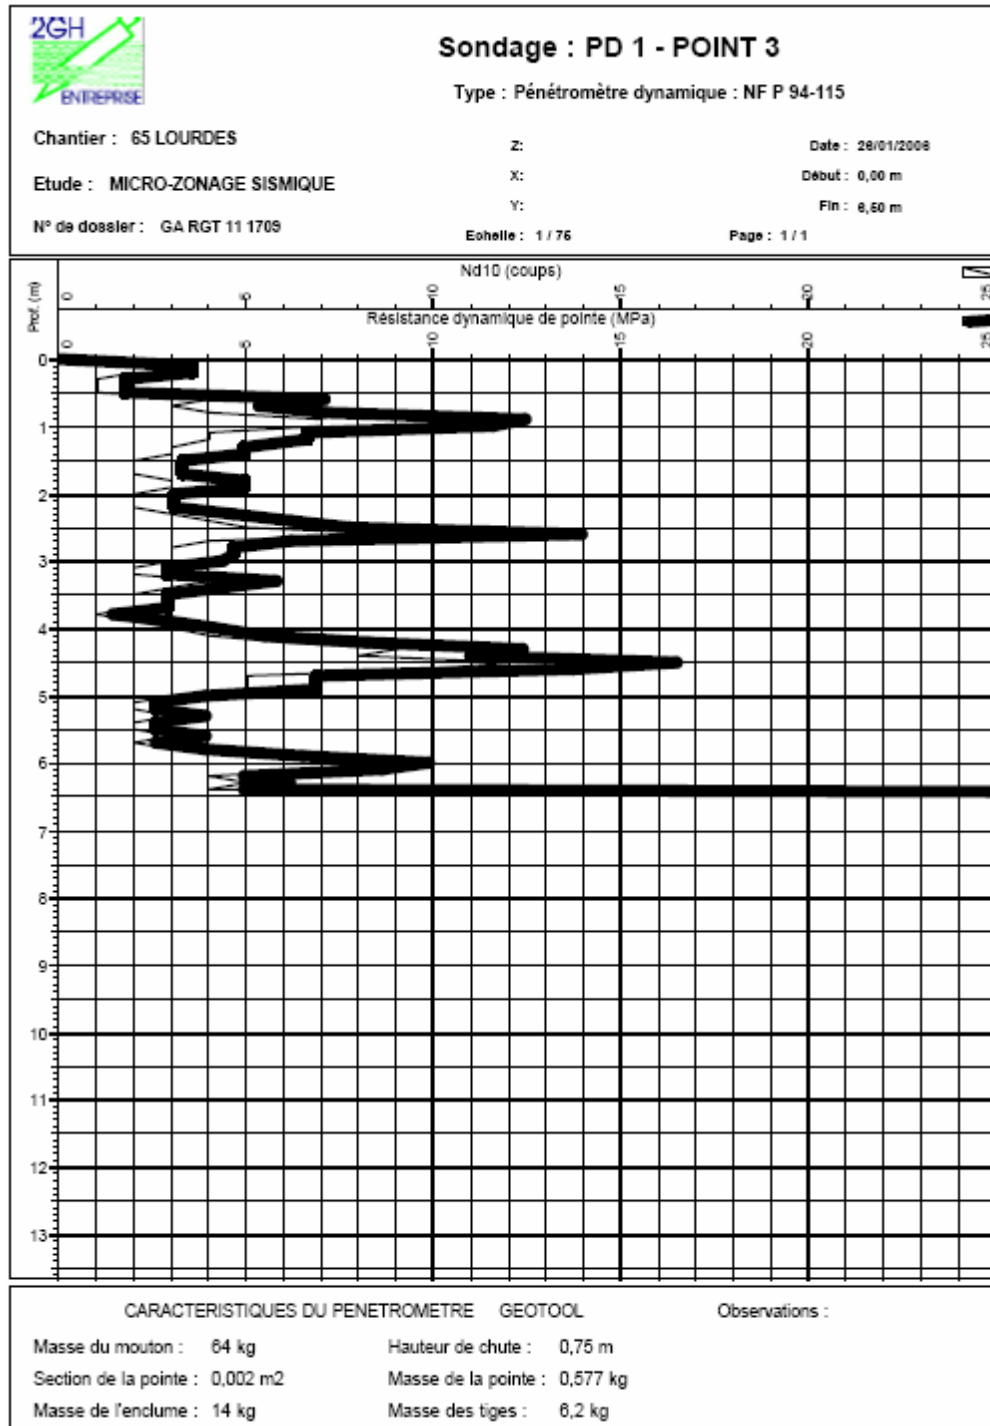 2GH
ENTREPRISE
Sondage : PD 1 - POINT 3
Type : Pénétromètre dynamique : NF P 94-115
Chantier : 65 LOURDES
Etude : MICRO-ZONAGE SISMIQUE
N° de dossier : GA RGT 11 1709
Z:
X:
Y:
Echelle : 1 / 75
Date : 26/01/2006
Début : 0,00 m
Fin : 6,50 m
Page : 1 / 1
Nd10 (coups)
0 5 10 15 20 25
Résistance dynamique de pointe (MPa)
0 5 10 15 20 25
Prof. (m)
0
1
2
3
4
5
6
7
8
9
10
11
12
13
CARACTERISTIQUES DU PENETROMETRE GEOTOOL
Observations :
Masse du mouton : 64 kg
Hauteur de chute : 0,75 m
Section de la pointe : 0,002 m2
Masse de la pointe : 0,577 kg
Masse de l'enclume : 14 kg
Masse des tiges : 6,2 kg